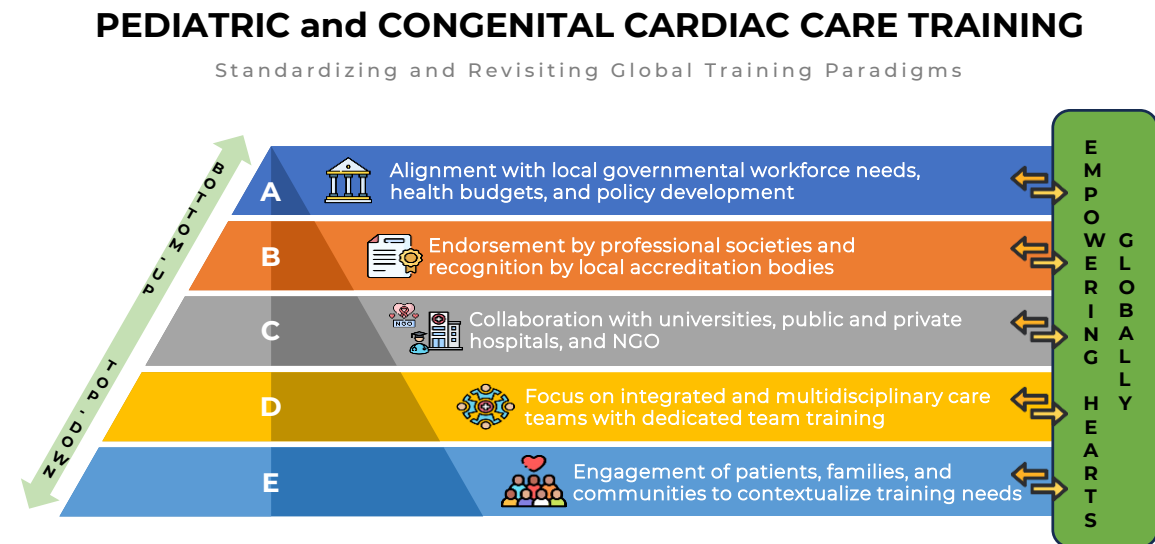 PEDIATRIC and CONGENITAL CARDIAC CARE TRAINING
Standardizing and Revisiting Global Training Paradigms
BOTTOM-UP
TOP-DOWN
A
Alignment with local governmental workforce needs,
health budgets, and policy development
B
Endorsement by professional societies and
recognition by local accreditation bodies
C
NGO
Collaboration with universities, public and private
hospitals, and NGO
D
Focus on integrated and multidisciplinary care
teams with dedicated team training
E
Engagement of patients, families, and
communities to contextualize training needs
EMPOWERING HEARTS
GLOBALLY